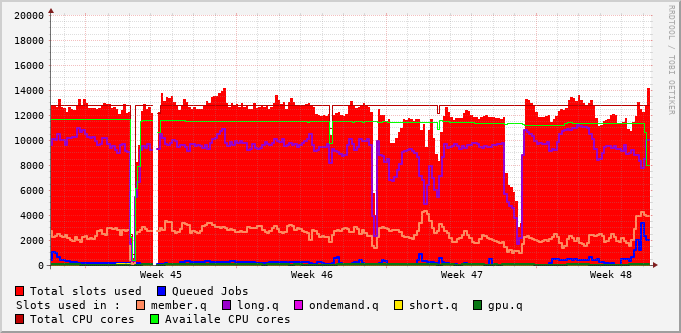 20000
18000
16000
14000
12000
10000
8000
6000
4000
2000
0
Week 45 Week 46 Week 47 Week 48
RRDTOOL / TOBI OETIKER
Total slots used Queued Jobs
Slots used in : member.q long.q ondemand.q short.q gpu.q
Total CPU cores Availale CPU cores